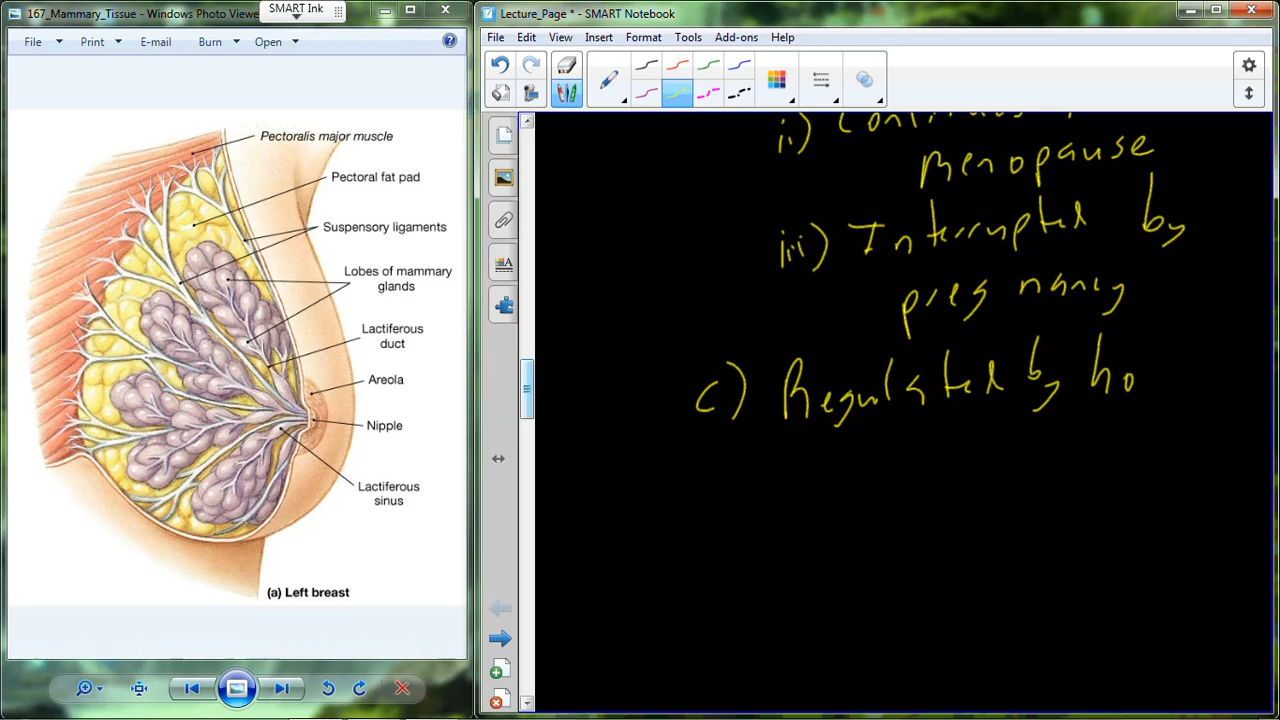 167_Mammary_Tissue - Windows Photo Viewe
SMART Ink
File Print E-mail Burn Open
Pectoralis major muscle
Pectoral fat pad
Suspensory ligaments
Lobes of mammary
glands
Lactiferous
duct
Areola
Nipple
Lactiferous
sinus
(a) Left breast
Lecture_Page * - SMART Notebook
File Edit View Insert Format Tools Add-ons Help
ii)
Menopause
iii) Interrupted by
pregnancy
c) Regulated by ho